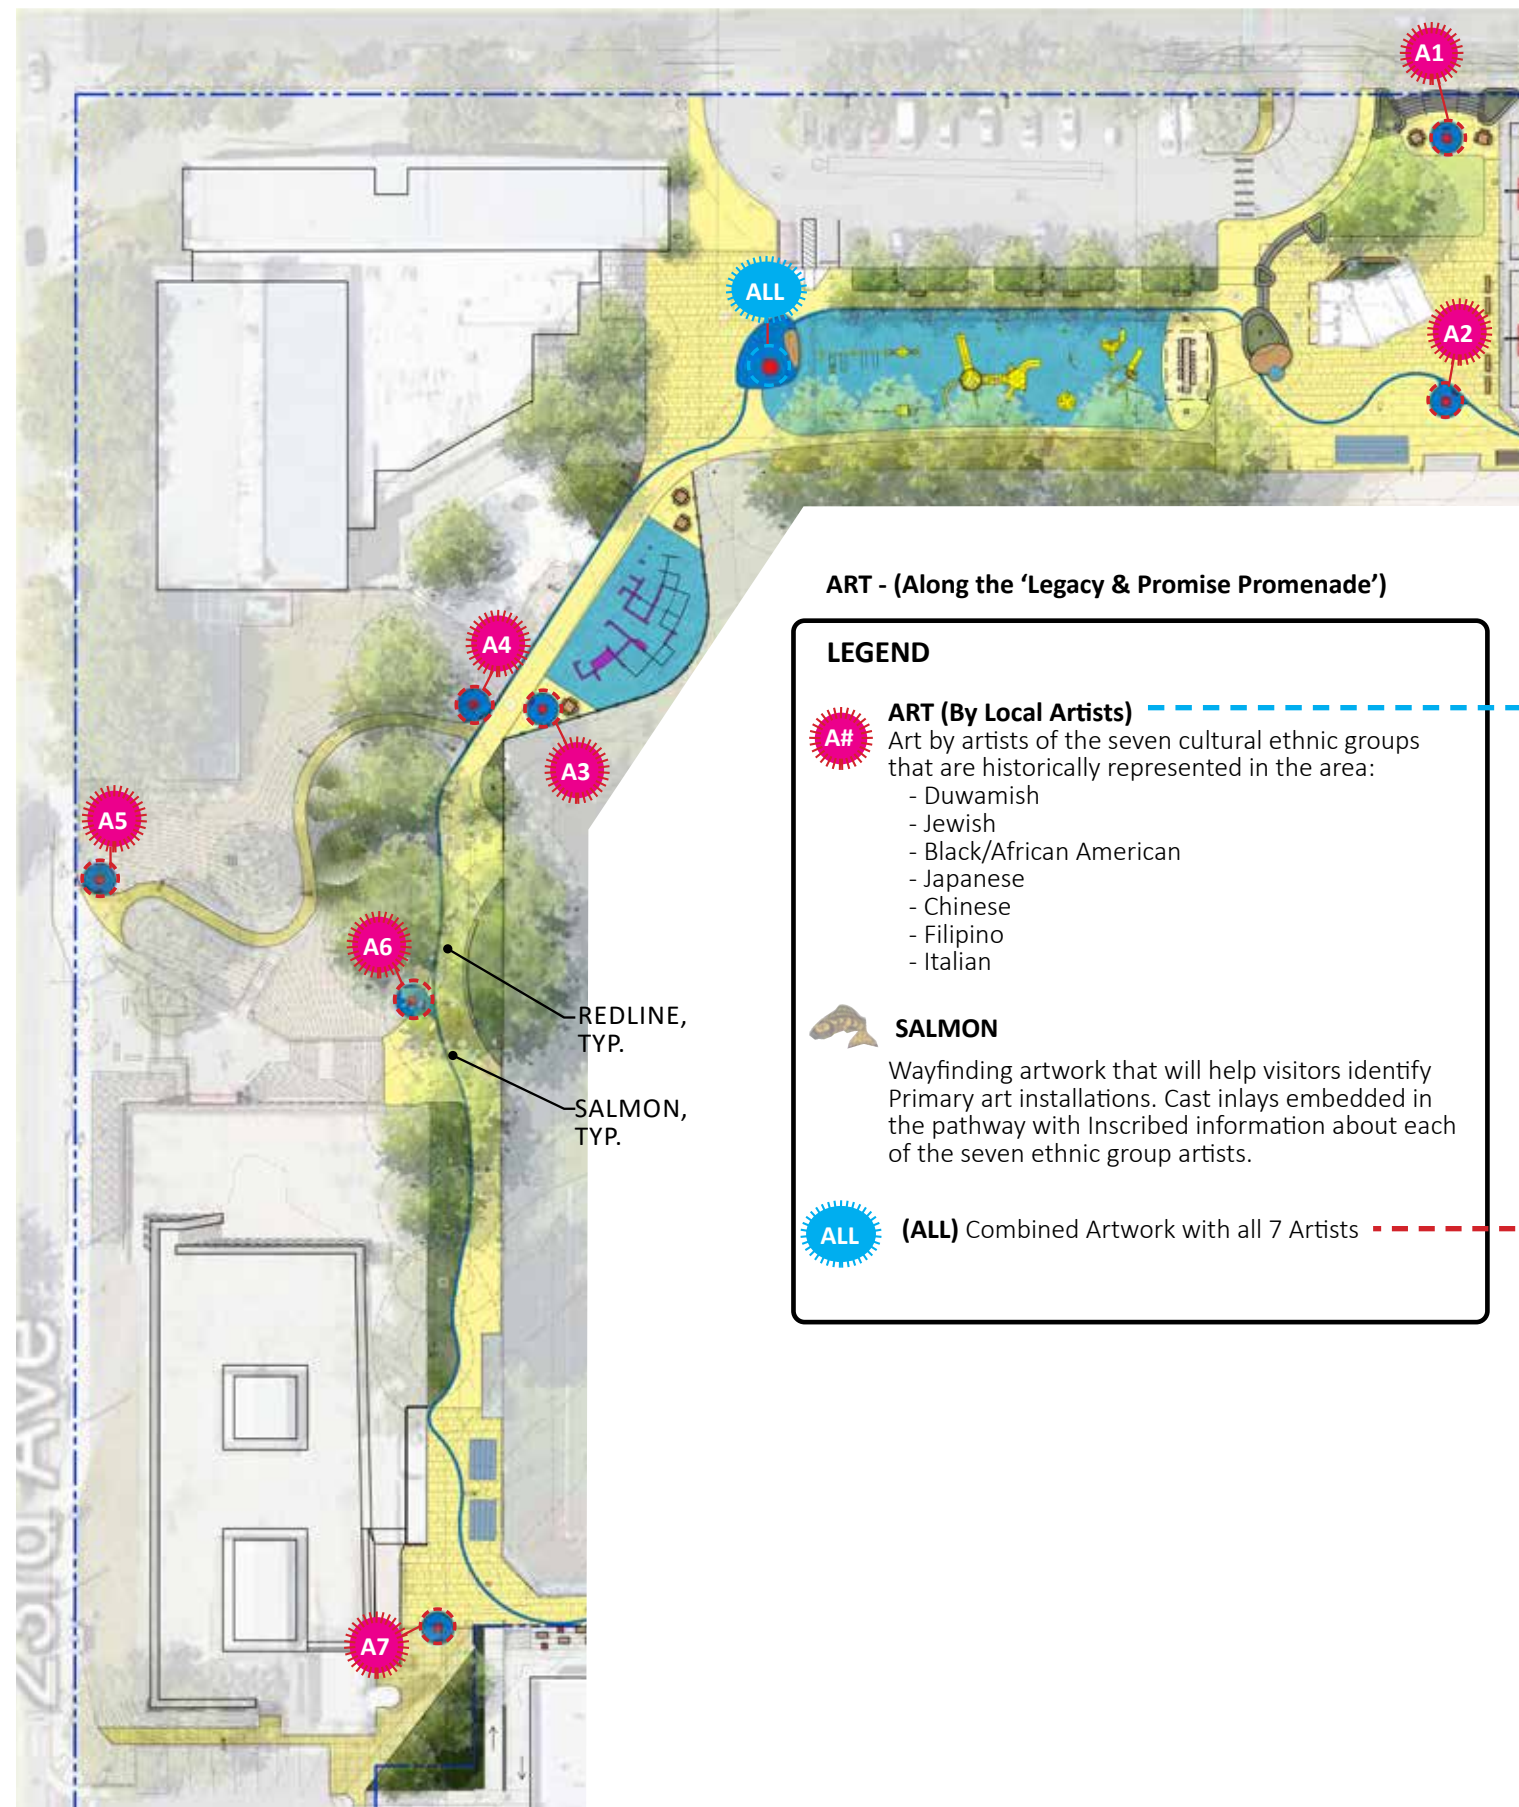 A1
ALL
A2
A4
A3
A5
A6
REDLINE,
TYP.
SALMON,
TYP.
A7
23rd Ave
ART - (Along the ‘Legacy & Promise Promenade’)
LEGEND
A#
ART (By Local Artists)
Art by artists of the seven cultural ethnic groups
that are historically represented in the area:
- Duwamish
- Jewish
- Black/African American
- Japanese
- Chinese
- Filipino
- Italian
SALMON
Wayfinding artwork that will help visitors identify
Primary art installations. Cast inlays embedded in
the pathway with Inscribed information about each
of the seven ethnic group artists.
ALL
(ALL) Combined Artwork with all 7 Artists